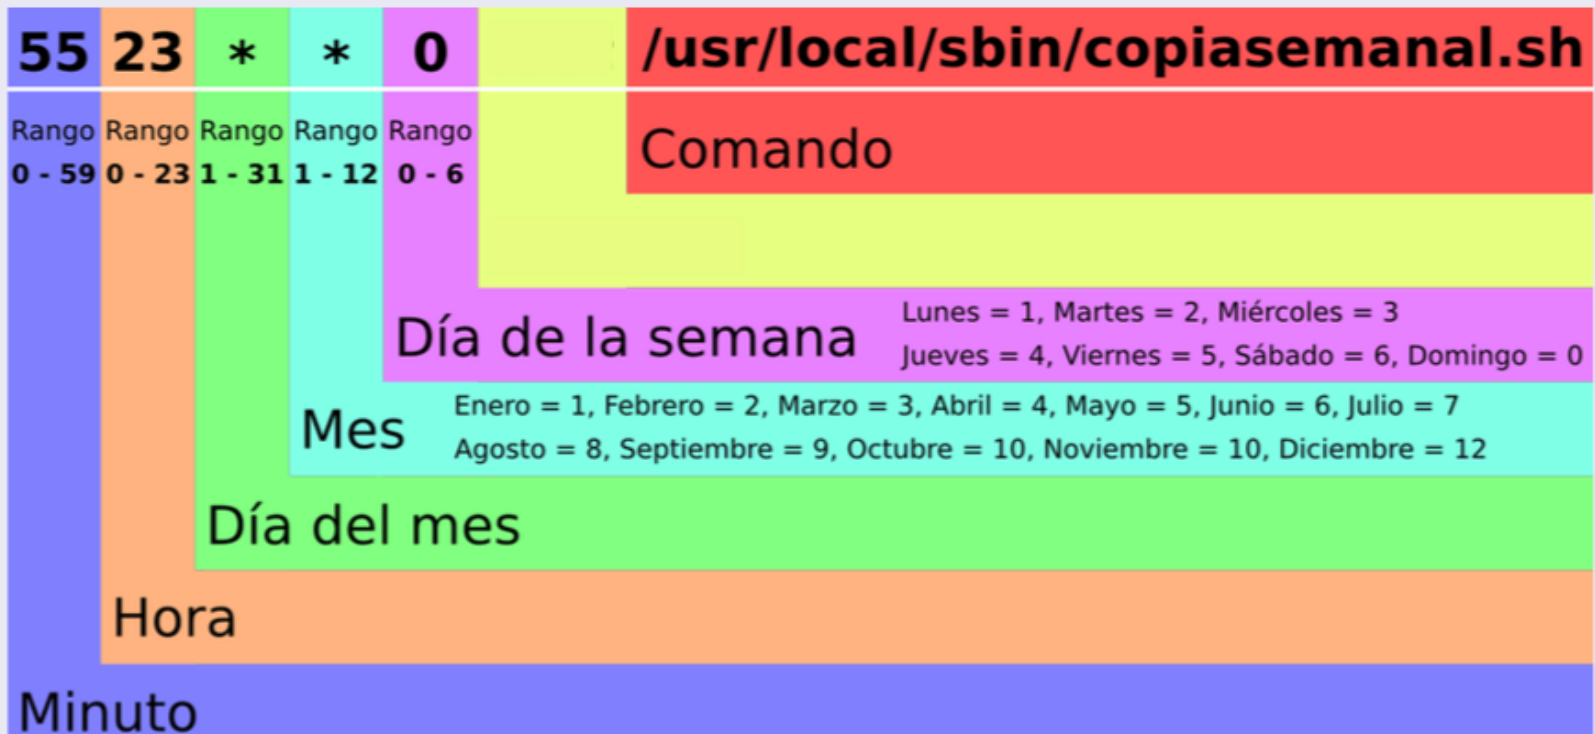 55 23 * * 0 /usr/local/sbin/copiasemanal.sh
Rango Rango Rango Rango Rango
0 - 59 0 - 23 1 - 31 1 - 12 0 - 6
Comando
Día de la semana
Lunes = 1, Martes = 2, Miércoles = 3
Jueves = 4, Viernes = 5, Sábado = 6, Domingo = 0
Mes
Enero = 1, Febrero = 2, Marzo = 3, Abril = 4, Mayo = 5, Junio = 6, Julio = 7
Agosto = 8, Septiembre = 9, Octubre = 10, Noviembre = 10, Diciembre = 12
Día del mes
Hora
Minuto